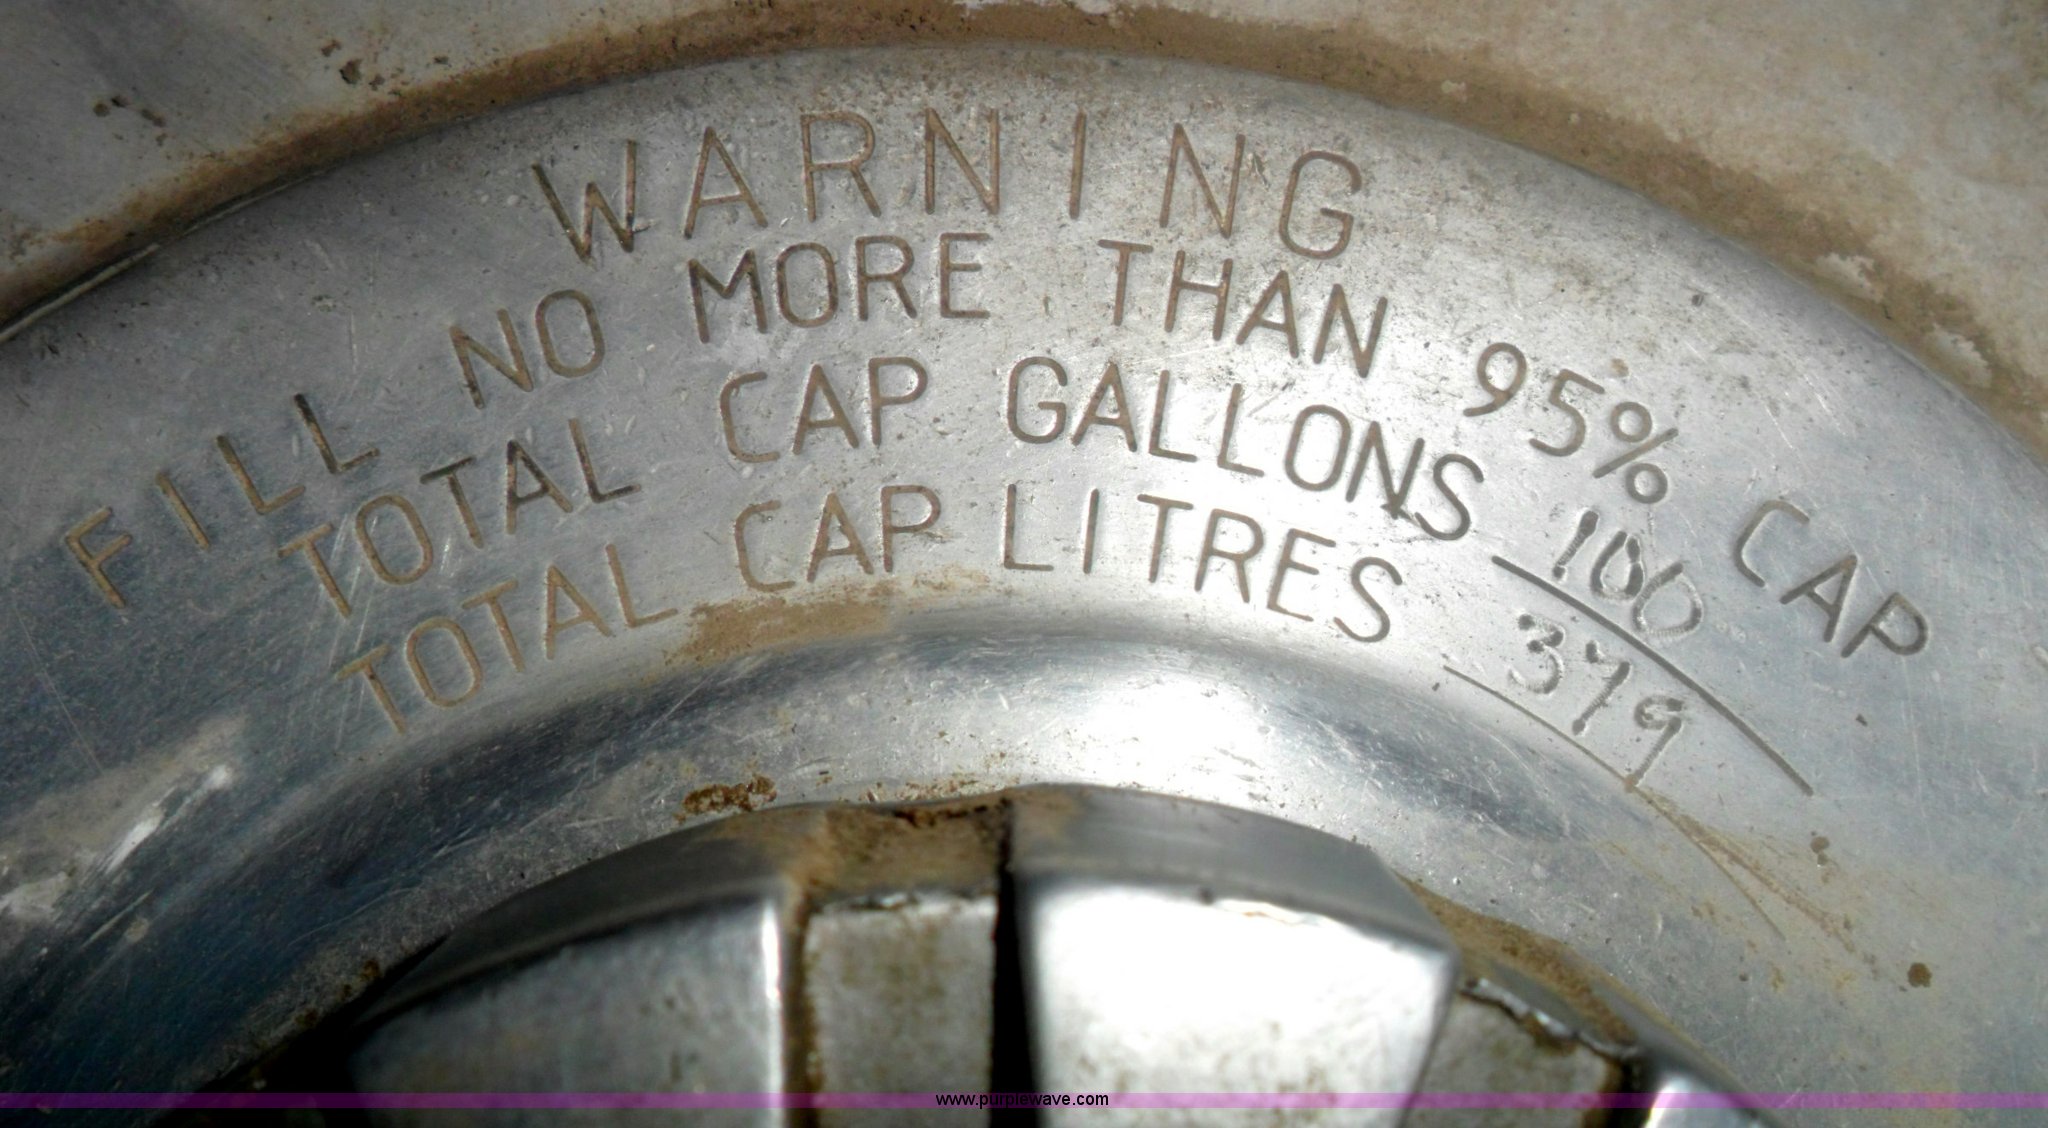 WARNING
FILL NO MORE THAN 95% CAP
TOTAL CAP GALLONS 100
TOTAL CAP LITRES 379
www.purplewave.com